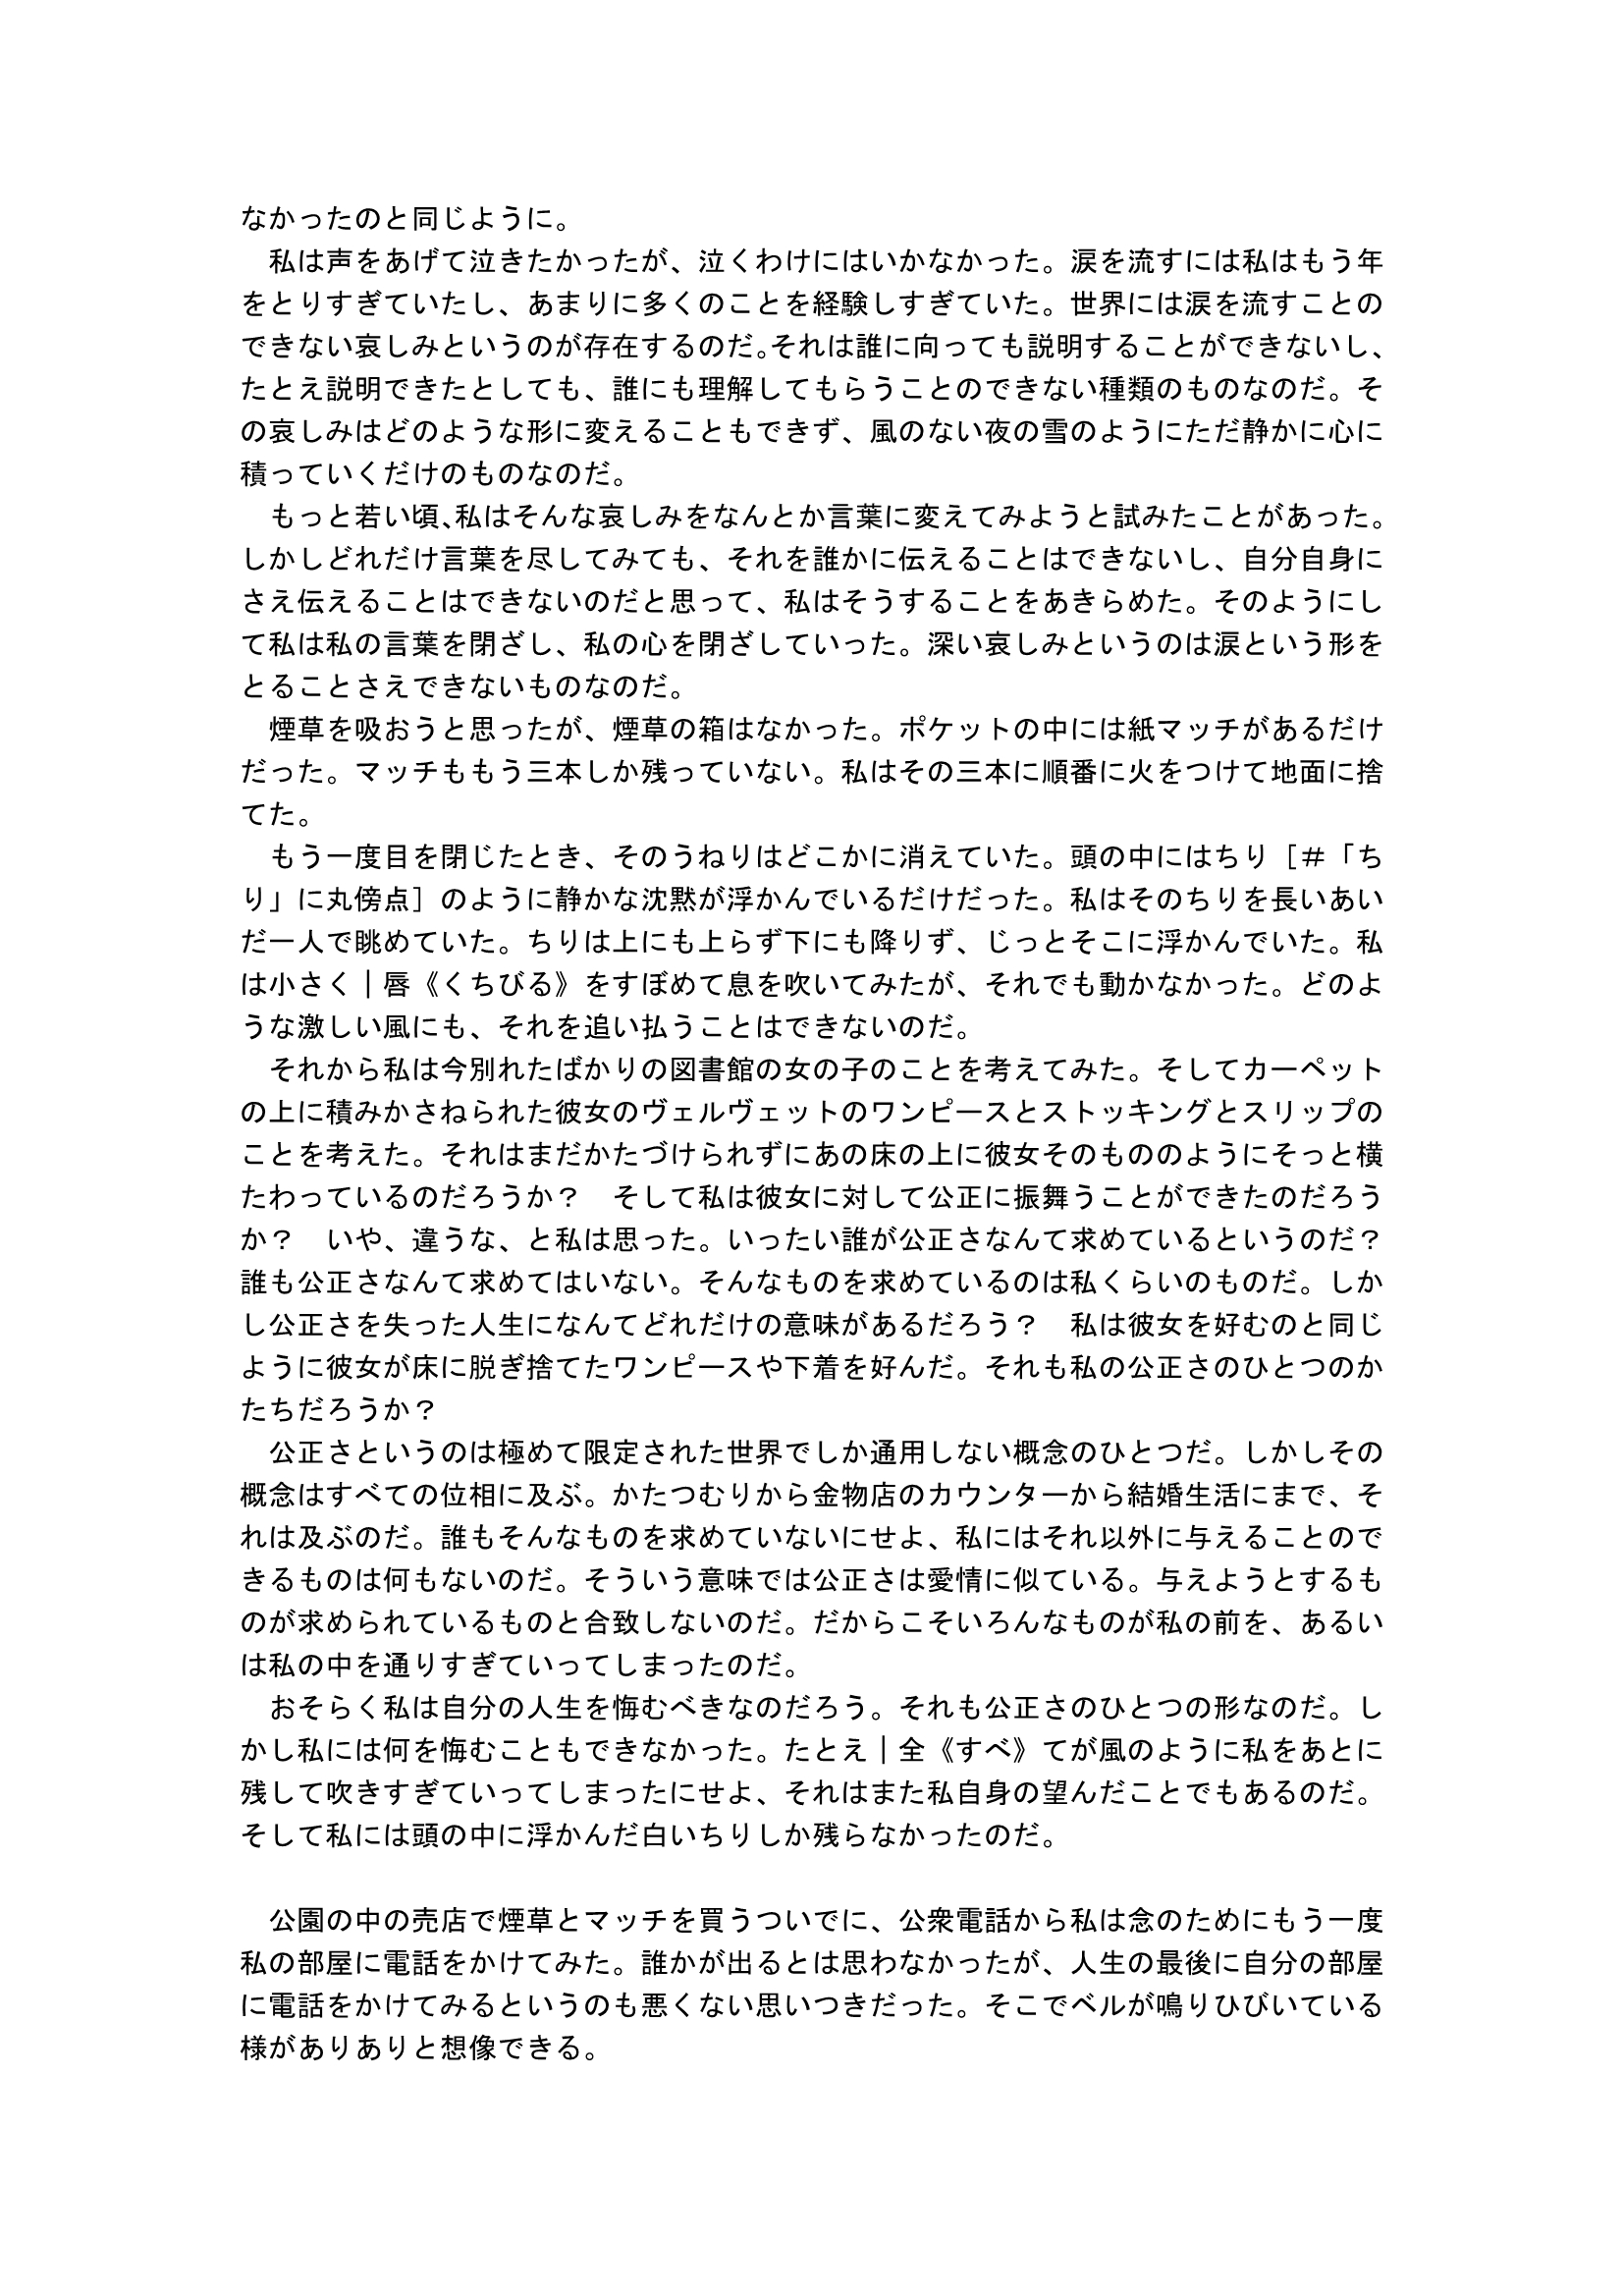 なかったのと同じように。
　私は声をあげて泣きたかったが、泣くわけにはいかなかった。涙を流すには私はもう年
をとりすぎていたし、あまりに多くのことを経験しすぎていた。世界には涙を流すことの
できない哀しみというのが存在するのだ。それは誰に向っても説明することができないし、
たとえ説明できたとしても、誰にも理解してもらうことのできない種類のものなのだ。そ
の哀しみはどのような形に変えることもできず、風のない夜の雪のようにただ静かに心に
積っていくだけのものなのだ。
　もっと若い頃、私はそんな哀しみをなんとか言葉に変えてみようと試みたことがあった。
しかしどれだけ言葉を尽してみても、それを誰かに伝えることはできないし、自分自身に
さえ伝えることはできないのだと思って、私はそうすることをあきらめた。そのようにし
て私は私の言葉を閉ざし、私の心を閉ざしていった。深い哀しみというのは涙という形を
とることさえできないものなのだ。
　煙草を吸おうと思ったが、煙草の箱はなかった。ポケットの中には紙マッチがあるだけ
だった。マッチももう三本しか残っていない。私はその三本に順番に火をつけて地面に捨
てた。
　もう一度目を閉じたとき、そのうねりはどこかに消えていた。頭の中にはちり［＃「ち
り」に丸傍点］のように静かな沈黙が浮かんでいるだけだった。私はそのちりを長いあい
だ一人で眺めていた。ちりは上にも上らず下にも降りず、じっとそこに浮かんでいた。私
は小さく｜唇《くちびる》をすぼめて息を吹いてみたが、それでも動かなかった。どのよ
うな激しい風にも、それを追い払うことはできないのだ。
　それから私は今別れたばかりの図書館の女の子のことを考えてみた。そしてカーペット
の上に積みかさねられた彼女のヴェルヴェットのワンピースとストッキングとスリップの
ことを考えた。それはまだかたづけられずにあの床の上に彼女そのもののようにそっと横
たわっているのだろうか？　そして私は彼女に対して公正に振舞うことができたのだろう
か？　いや、違うな、と私は思った。いったい誰が公正さなんて求めているというのだ？
誰も公正さなんて求めてはいない。そんなものを求めているのは私くらいのものだ。しか
し公正さを失った人生になんてどれだけの意味があるだろう？　私は彼女を好むのと同じ
ように彼女が床に脱ぎ捨てたワンピースや下着を好んだ。それも私の公正さのひとつのか
たちだろうか？
　公正さというのは極めて限定された世界でしか通用しない概念のひとつだ。しかしその
概念はすべての位相に及ぶ。かたつむりから金物店のカウンターから結婚生活にまで、そ
れは及ぶのだ。誰もそんなものを求めていないにせよ、私にはそれ以外に与えることので
きるものは何もないのだ。そういう意味では公正さは愛情に似ている。与えようとするも
のが求められているものと合致しないのだ。だからこそいろんなものが私の前を、あるい
は私の中を通りすぎていってしまったのだ。
　おそらく私は自分の人生を悔むべきなのだろう。それも公正さのひとつの形なのだ。し
かし私には何を悔むこともできなかった。たとえ｜全《すべ》てが風のように私をあとに
残して吹きすぎていってしまったにせよ、それはまた私自身の望んだことでもあるのだ。
そして私には頭の中に浮かんだ白いちりしか残らなかったのだ。
　公園の中の売店で煙草とマッチを買うついでに、公衆電話から私は念のためにもう一度
私の部屋に電話をかけてみた。誰かが出るとは思わなかったが、人生の最後に自分の部屋
に電話をかけてみるというのも悪くない思いつきだった。そこでベルが鳴りひびいている
様がありありと想像できる。